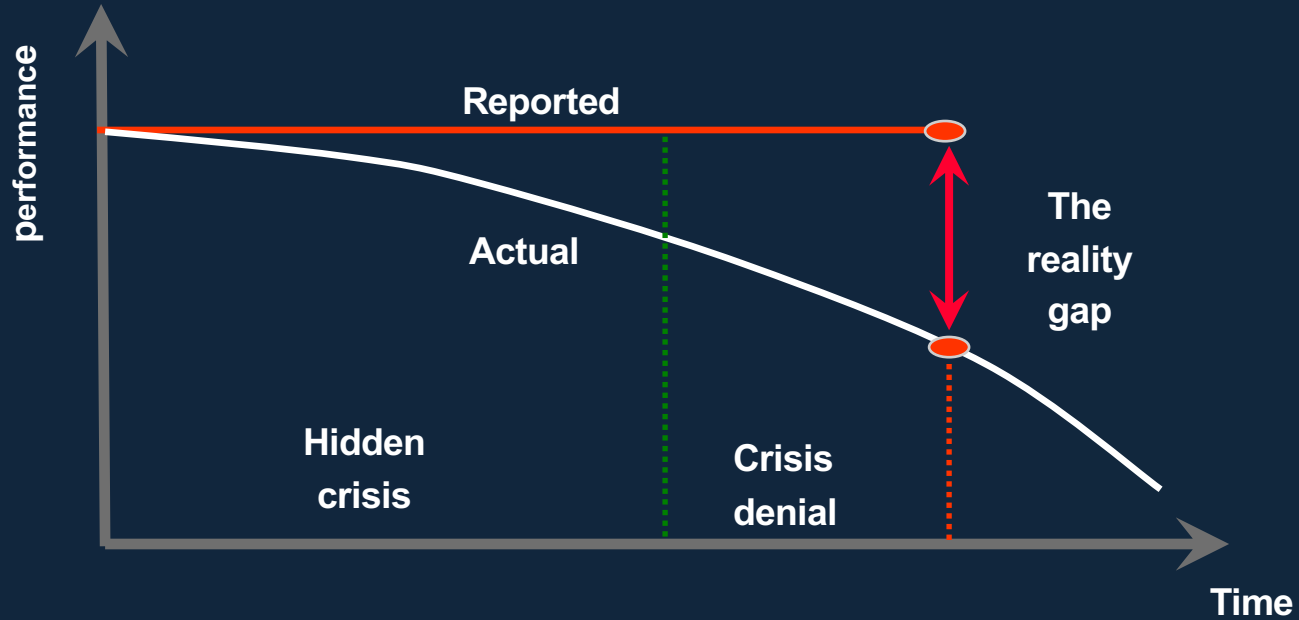 performance
Reported
Actual
The
reality
gap
Hidden
crisis
Crisis
denial
Time